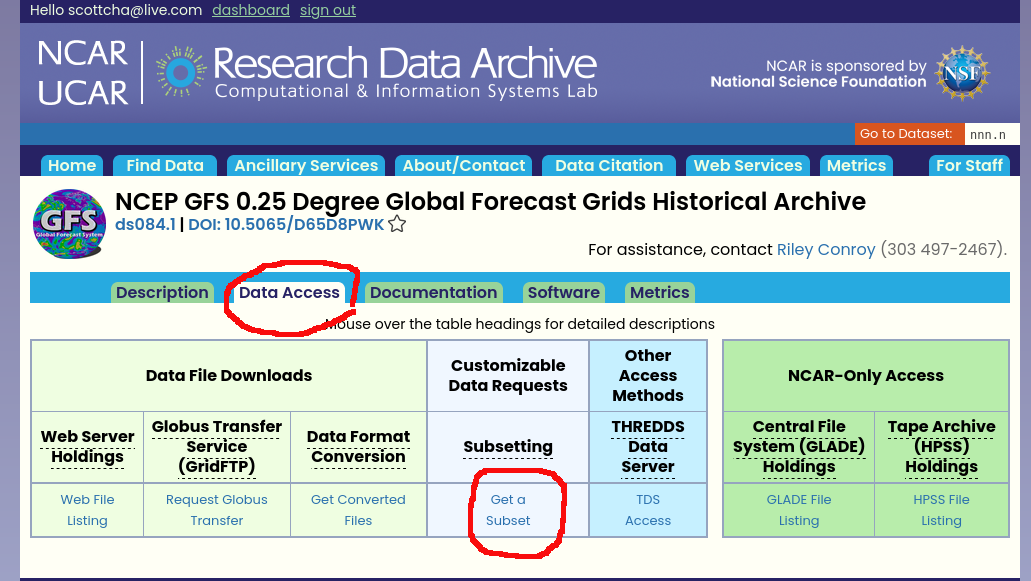 Hello scottcha@live.com dashboard sign out
NCAR
UCAR
Research Data Archive
Computational & Information Systems Lab
NCAR is sponsored by
National Science Foundation
NSF
Go to Dataset: nnn.n
Home Find Data Ancillary Services About/Contact Data Citation Web Services Metrics For Staff
GFS
Global Forecast System
NCEP GFS 0.25 Degree Global Forecast Grids Historical Archive
ds084.1 | DOI: 10.5065/D65D8PWK
For assistance, contact Riley Conroy (303 497-2467).
Description Data Access Documentation Software Metrics
Mouse over the table headings for detailed descriptions
Data File Downloads
Customizable
Data Requests
Other
Access
Methods
NCAR-Only Access
Web Server
Holdings
Globus Transfer
Service
(GridFTP)
Data Format
Conversion
Subsetting
THREDDS
Data
Server
Central File
System (GLADE)
Holdings
Tape Archive
(HPSS)
Holdings
Web File
Listing
Request Globus
Transfer
Get Converted
Files
Get a
Subset
TDS
Access
GLADE File
Listing
HPSS File
Listing